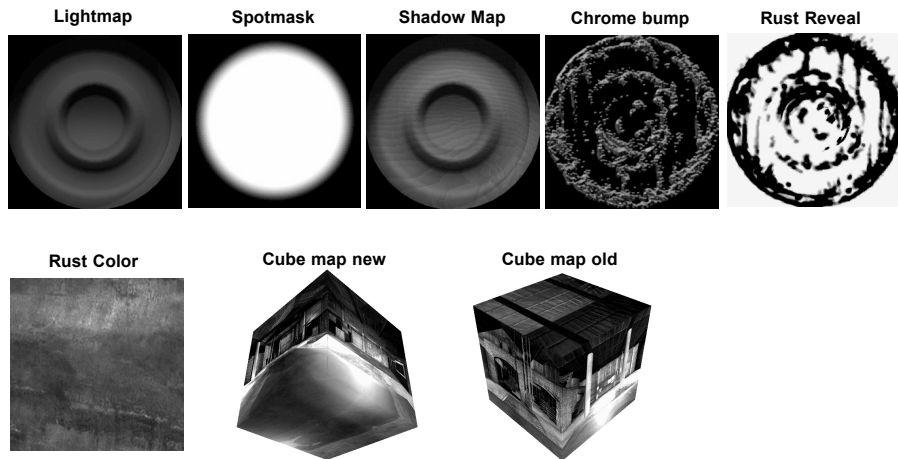 Lightmap
Spotmask
Shadow Map
Chrome bump
Rust Reveal
Rust Color
Cube map new
Cube map old